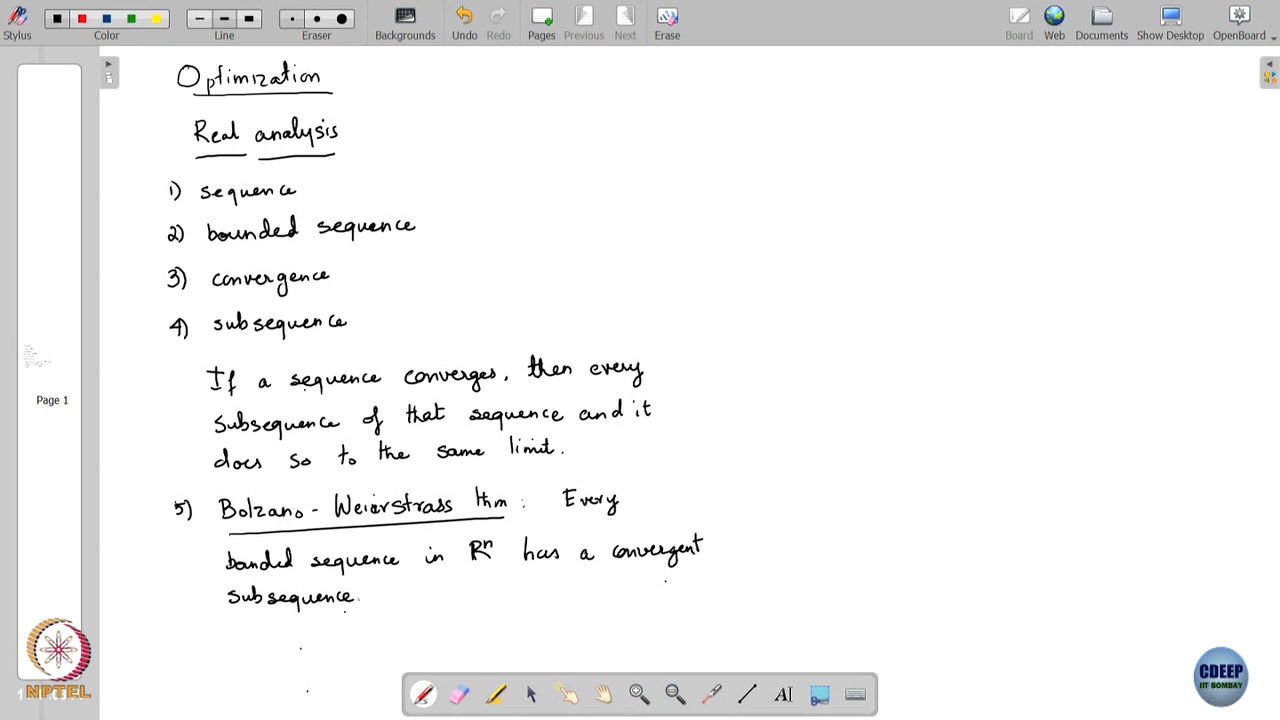 Stylus
Color
Line
Eraser
Backgrounds
Undo
Redo
Pages
Previous
Next
Erase
Board
Web
Documents
Show Desktop
OpenBoard
Optimization
Real analysis
1) sequence
2) bounded sequence
3) convergence
4) subsequence
If a sequence converges, then every
subsequence of that sequence and it
does so to the same limit.
5) Bolzano - Weierstrass thm : Every
bounded sequence in Rⁿ has a convergent
subsequence.
Page 1
NPTEL
CDEEP
IIT BOMBAY